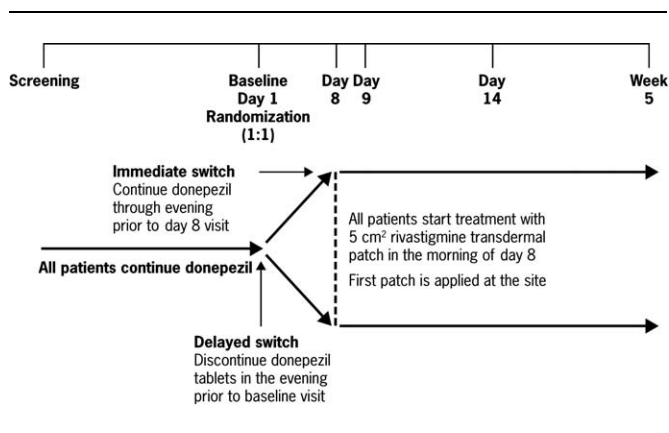 Screening
Baseline
Day 1
Randomization
(1:1)
Day
8
Day
9
Day
14
Week
5
Immediate switch
Continue donepezil
through evening
prior to day 8 visit
All patients continue donepezil
All patients start treatment with
5 cm² rivastigmine transdermal
patch in the morning of day 8
First patch is applied at the site
Delayed switch
Discontinue donepezil
tablets in the evening
prior to baseline visit